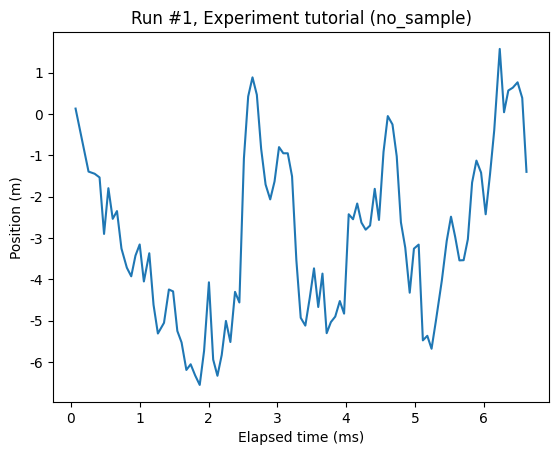 Run #1, Experiment tutorial (no_sample)
Position (m)
1
0
-1
-2
-3
-4
-5
-6
0 1 2 3 4 5 6
Elapsed time (ms)